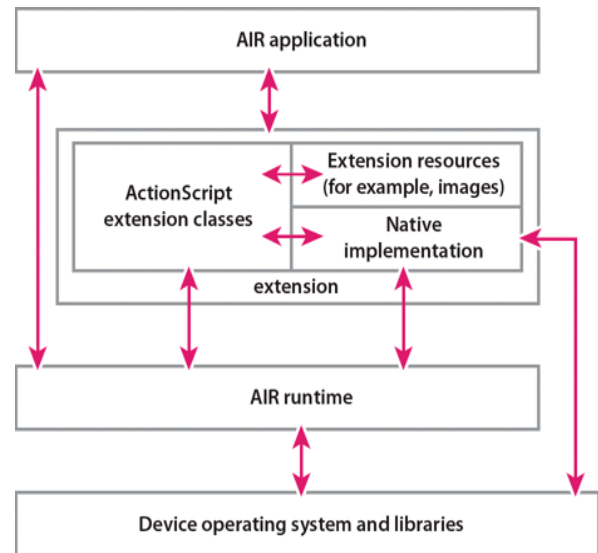 AIR application
ActionScript
extension classes
Extension resources
(for example, images)
Native
implementation
extension
AIR runtime
Device operating system and libraries